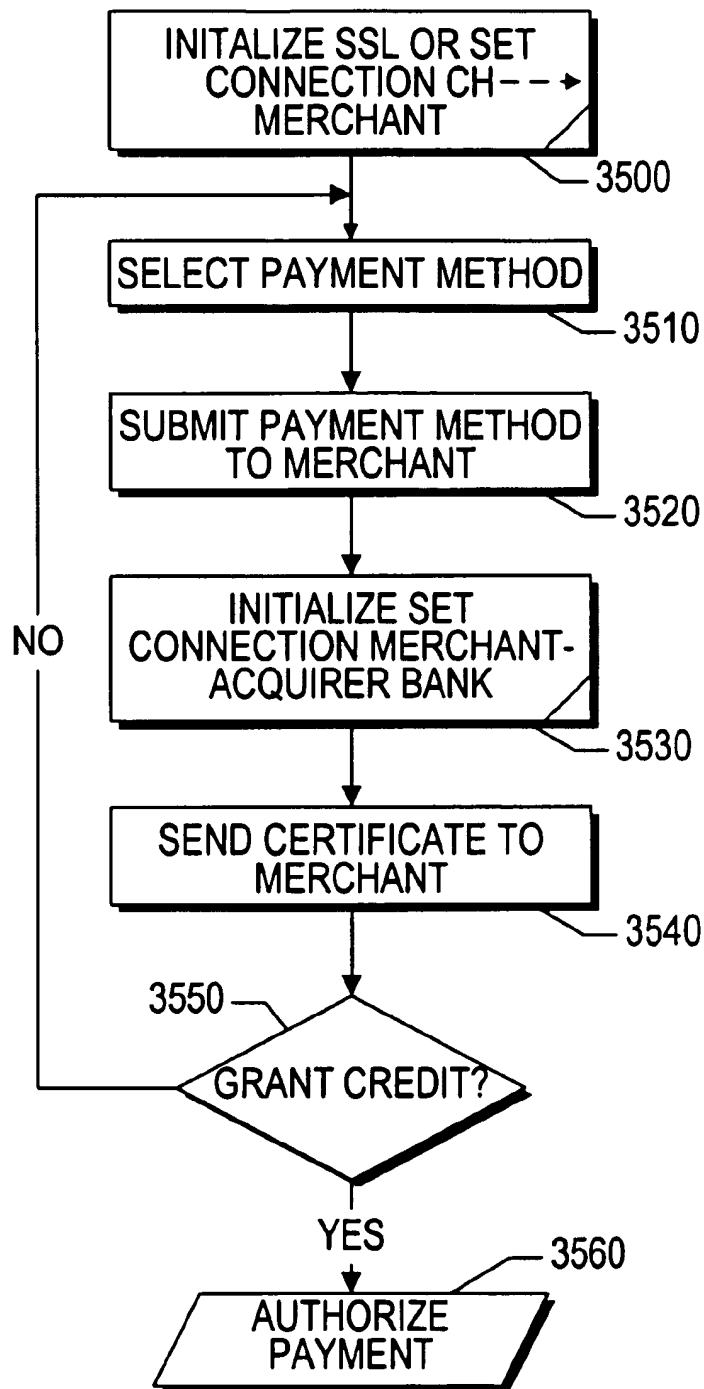 INITALIZE SSL OR SET
CONNECTION CH-- →
MERCHANT
3500
SELECT PAYMENT METHOD
3510
SUBMIT PAYMENT METHOD
TO MERCHANT
3520
INITIALIZE SET
CONNECTION MERCHANT-
ACQUIRER BANK
3530
NO
SEND CERTIFICATE TO
MERCHANT
3540
3550
GRANT CREDIT?
YES
3560
AUTHORIZE
PAYMENT